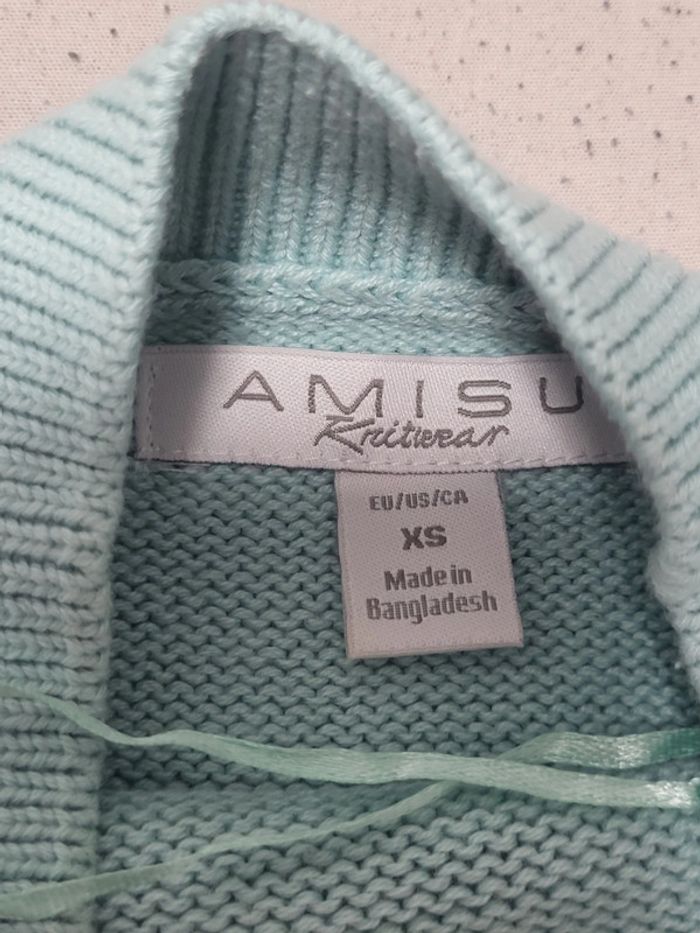 AMISU
Knitwear
EU/US/CA
XS
Made in
Bangladesh